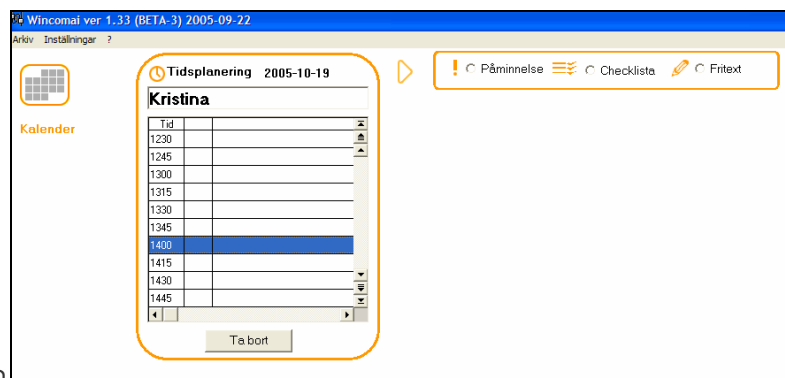 Wincomai ver 1.33 (BETA-3) 2005-09-22
Arkiv Inställningar ?
Tidsplanering 2005-10-19
Påminnelse Checklista Fritext
Kristina
Kalender
Tid
1230
1245
1300
1315
1330
1345
1400
1415
1430
1445
Ta bort